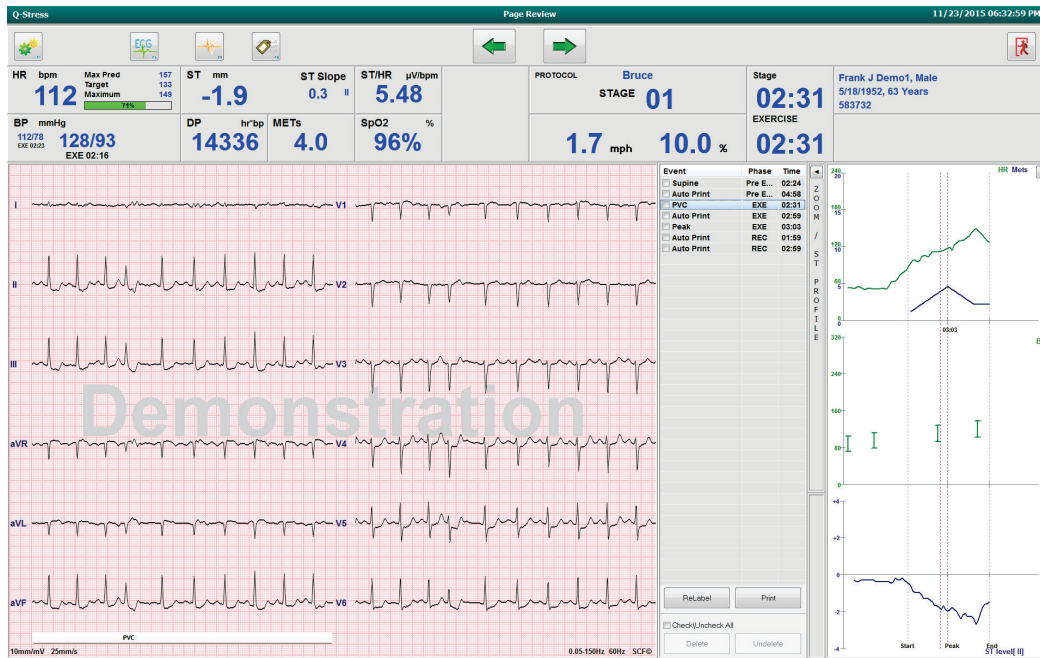 Q-Stress Page Review 11/23/2015 06:32:59 PM
ECG
HR bpm Max Pred 157
Target 133
Maximum 149
112 71%
ST mm ST Slope
-1.9 0.3 II
ST/HR µV/bpm
5.48
PROTOCOL Bruce
STAGE 01
Stage
02:31
EXERCISE
02:31
Frank J Demo1, Male
5/18/1952, 63 Years
583732
BP mmHg
112/78 128/93
EXE 02:23 EXE 02:16
DP hr*bp
14336
METs
4.0
SpO2 %
96%
1.7 mph 10.0 %
I V1
II V2
III V3
aVR V4
aVL V5
aVF V6
Demonstration
PVC
10mm/mV 25mm/s 0.05-150Hz 60Hz SCF©
Event Phase Time
Supine Pre E... 02:24
Auto Print Pre E... 04:58
PVC EXE 02:31
Auto Print EXE 02:59
Peak EXE 03:03
Auto Print REC 01:59
Auto Print REC 02:59
ReLabel Print
Check\Uncheck All
Delete Undelete
ZOOM / ST PROFILE
HR Mets
240 20
180 15
120 10
60 5
0 0
03:03
B
320
240
160
80
0
+4
+2
0
-2
-4
Start Peak End
ST level[ II]